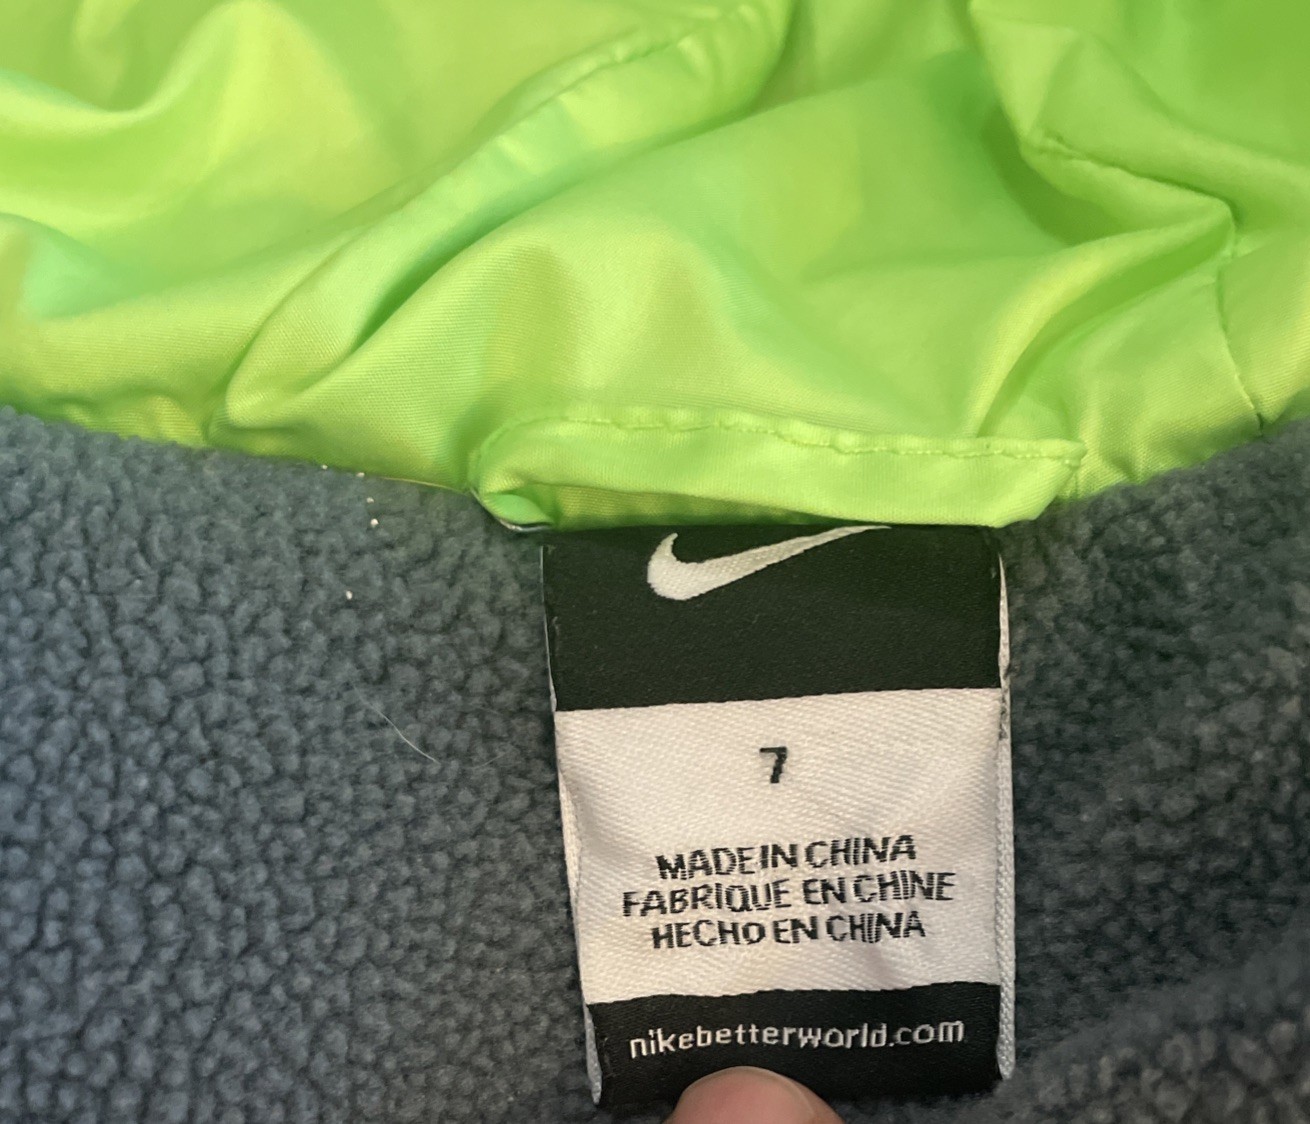 7
MADE IN CHINA
FABRIQUE EN CHINE
HECHO EN CHINA
nikebetterworld.com